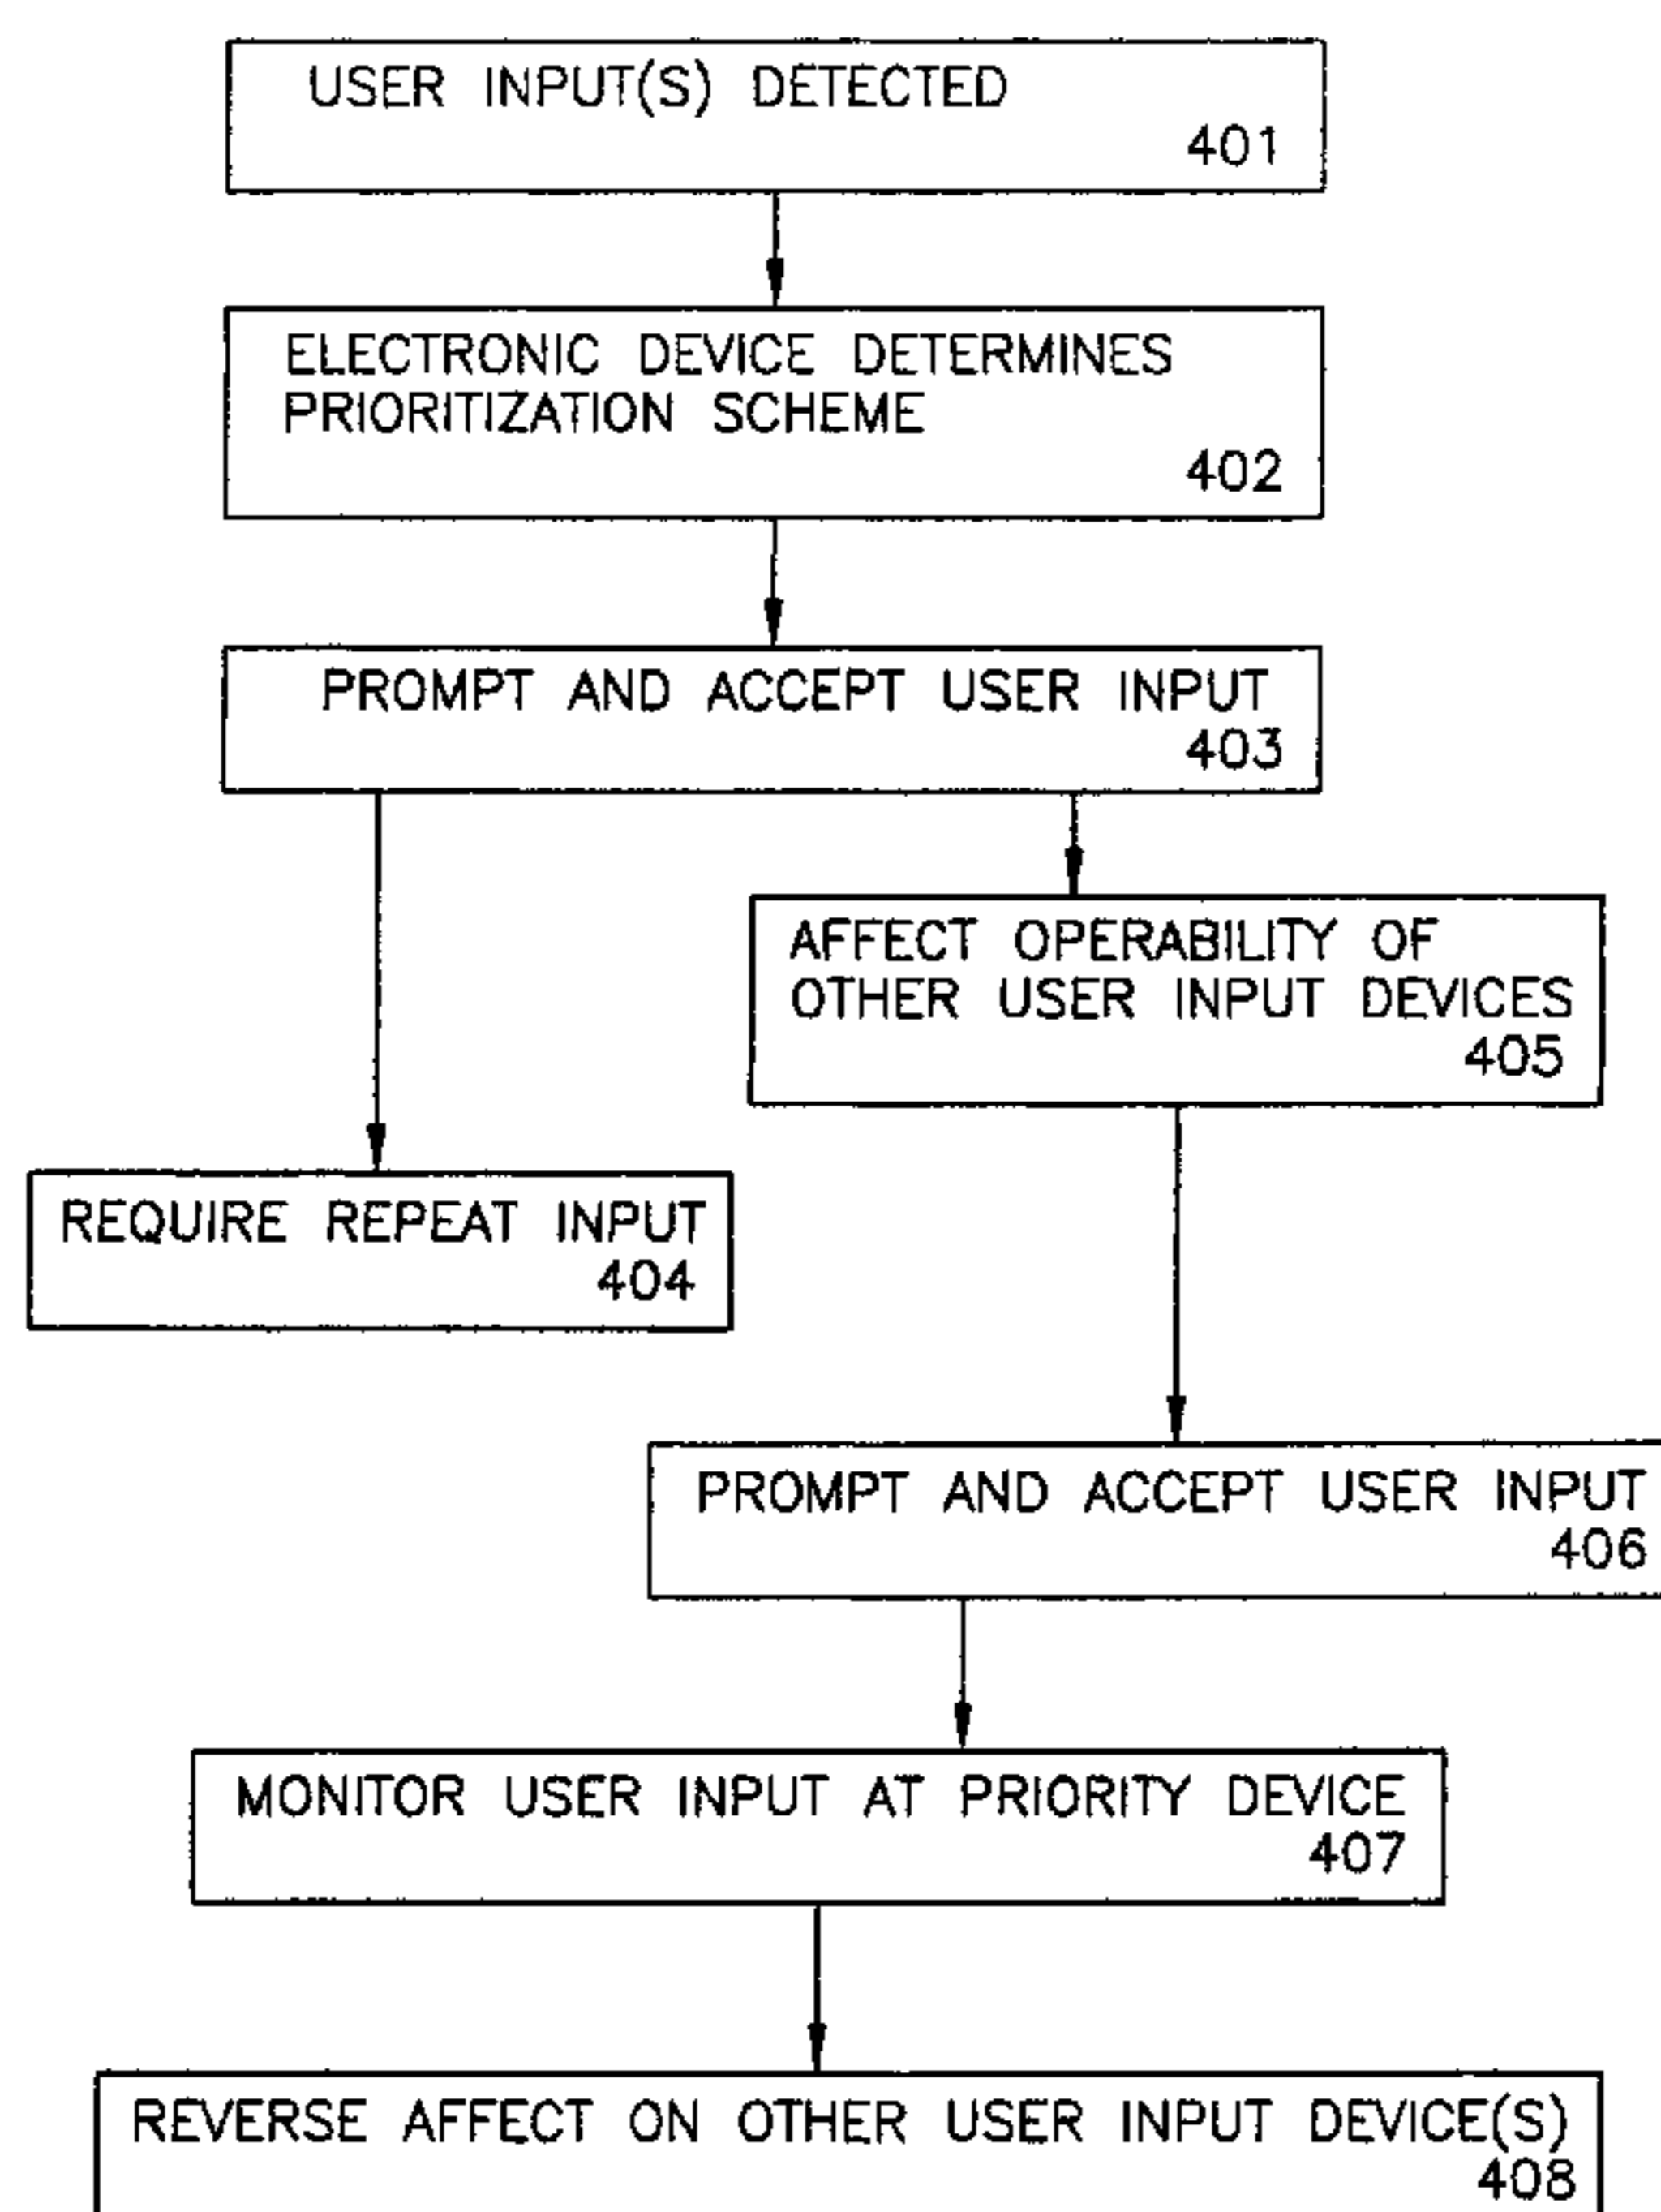 USER INPUT(S) DETECTED
401
ELECTRONIC DEVICE DETERMINES
PRIORITIZATION SCHEME
402
PROMPT AND ACCEPT USER INPUT
403
AFFECT OPERABILITY OF
OTHER USER INPUT DEVICES
405
REQUIRE REPEAT INPUT
404
PROMPT AND ACCEPT USER INPUT
406
MONITOR USER INPUT AT PRIORITY DEVICE
407
REVERSE AFFECT ON OTHER USER INPUT DEVICE(S)
408